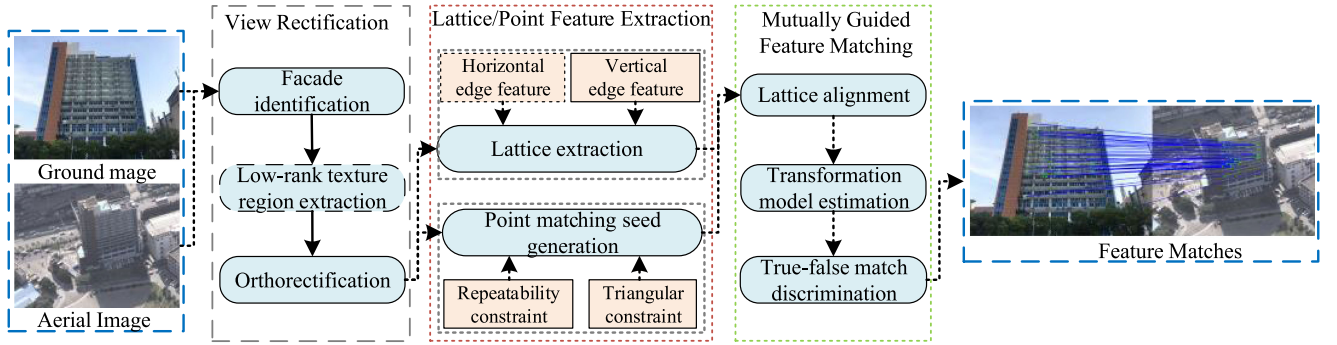 Ground mage
Aerial Image
View Rectification
Facade
identification
Low-rank texture
region extraction
Orthorectification
Lattice/Point Feature Extraction
Horizontal
edge feature
Vertical
edge feature
Lattice extraction
Point matching seed
generation
Repeatability
constraint
Triangular
constraint
Mutually Guided
Feature Matching
Lattice alignment
Transformation
model estimation
True-false match
discrimination
Feature Matches